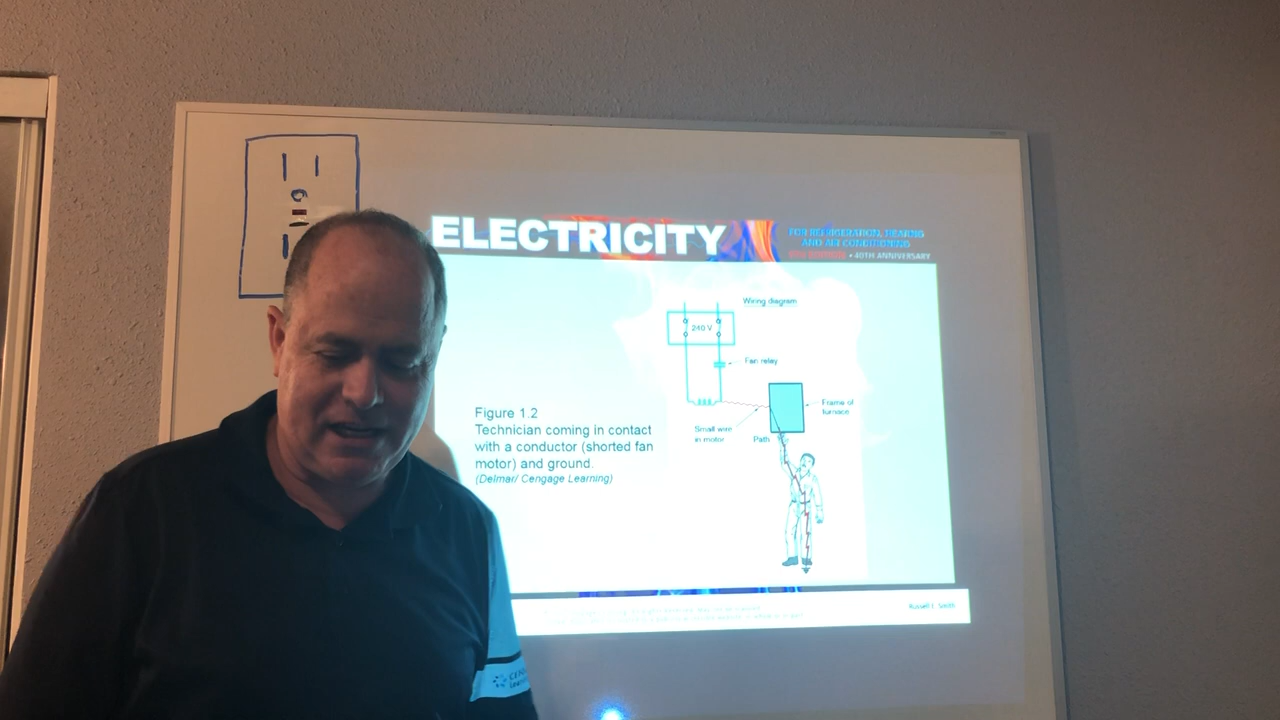 ELECTRICITY
FOR REFRIGERATION, HEATING
AND AIR CONDITIONING
• 40TH ANNIVERSARY
Wiring diagram
240 V
Fan relay
Frame of
furnace
Small wire
in motor
Path
Figure 1.2
Technician coming in contact
with a conductor (shorted fan
motor) and ground.
(Delmar/ Cengage Learning)
Russell E. Smith